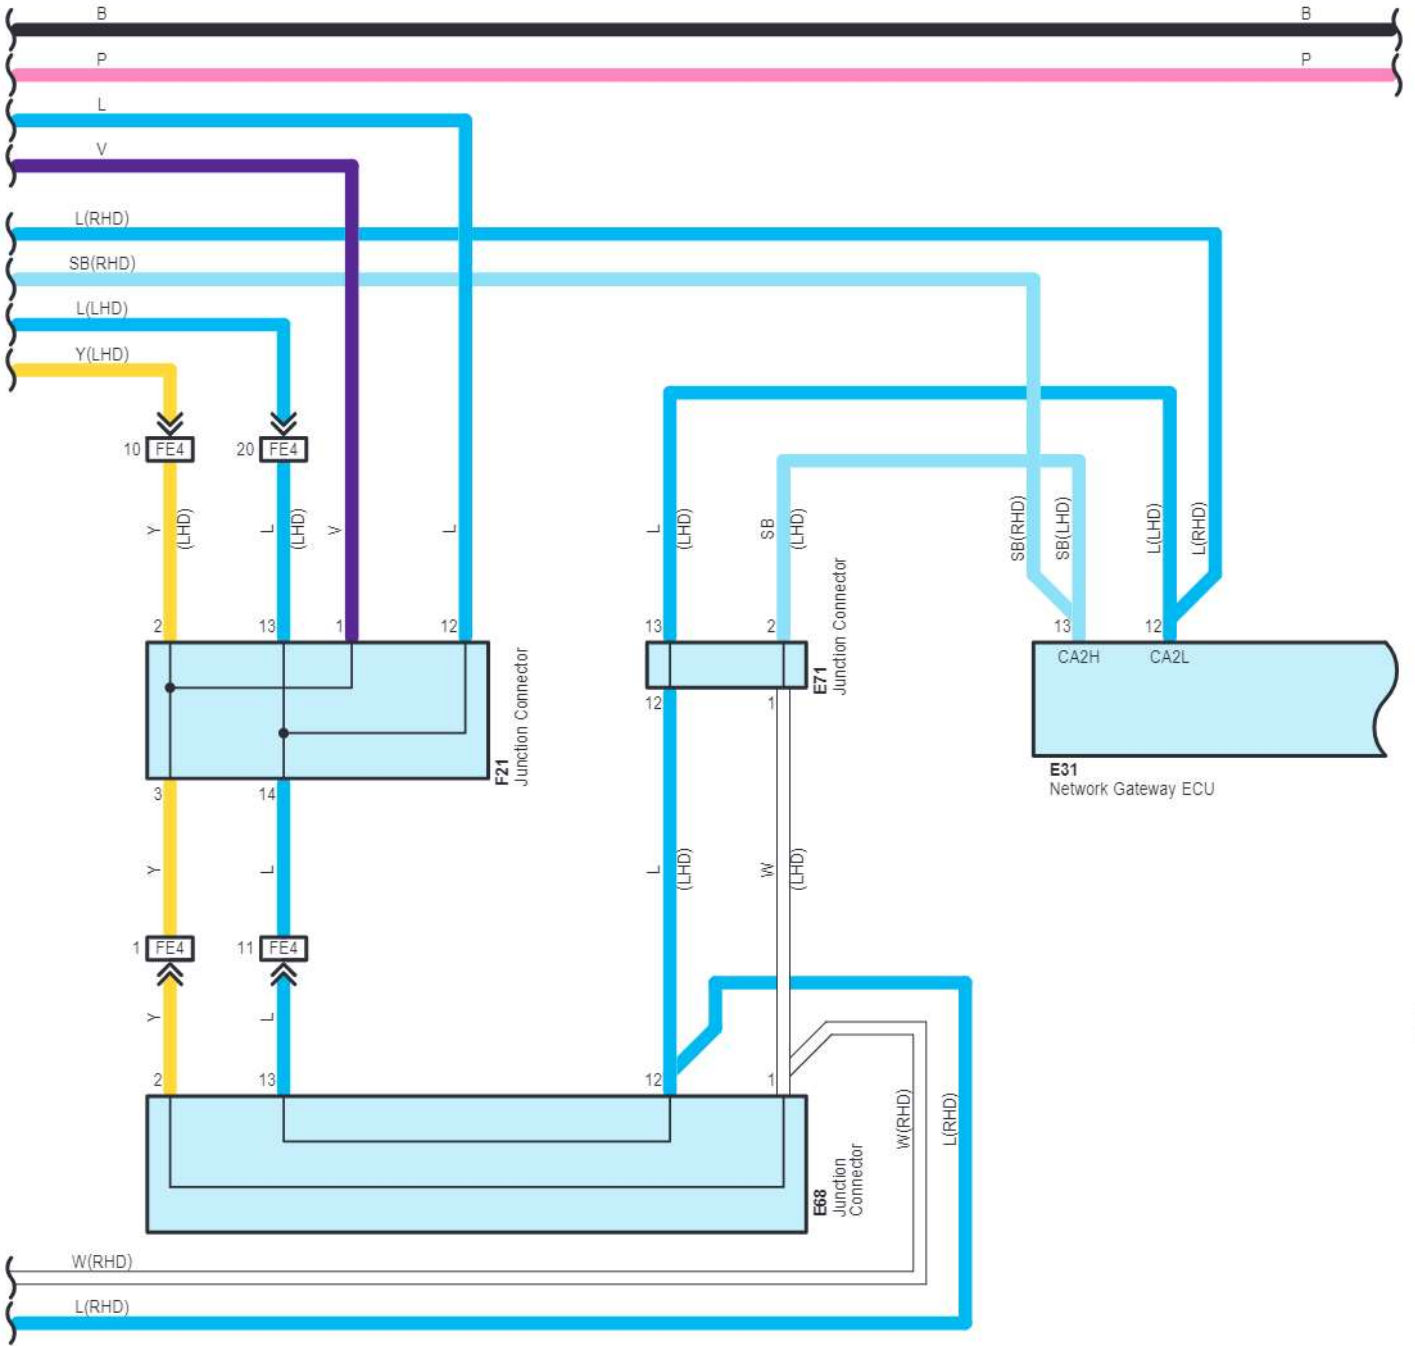 B B
P P
L
V
L(RHD)
SB(RHD)
L(LHD)
Y(LHD)
10 FE4 20 FE4
Y (LHD) L (LHD) V L L (LHD) SB (LHD) SB(RHD) SB(LHD) L(LHD) L(RHD)
2 13 1 12 13 2 13 12
CA2H CA2L
F21
Junction Connector
E71
Junction Connector
12 1
E31
Network Gateway ECU
3 14
Y L L (LHD) W (LHD)
1 FE4 11 FE4
Y L
2 13 12 1
W(RHD) L(RHD)
E68
Junction
Connector
W(RHD)
L(RHD)